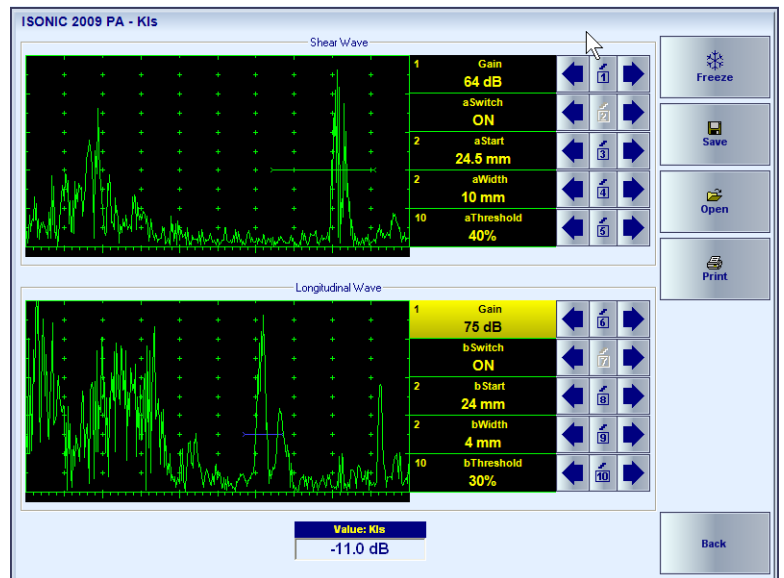 ISONIC 2009 PA - KIs
Shear Wave
1 Gain
64 dB
1
aSwitch
ON
2
2 aStart
24.5 mm
3
2 aWidth
10 mm
4
10 aThreshold
40%
5
Longitudinal Wave
1 Gain
75 dB
6
bSwitch
ON
7
2 bStart
24 mm
8
2 bWidth
4 mm
9
10 bThreshold
30%
10
Value: KIs
-11.0 dB
Freeze
Save
Open
Print
Back